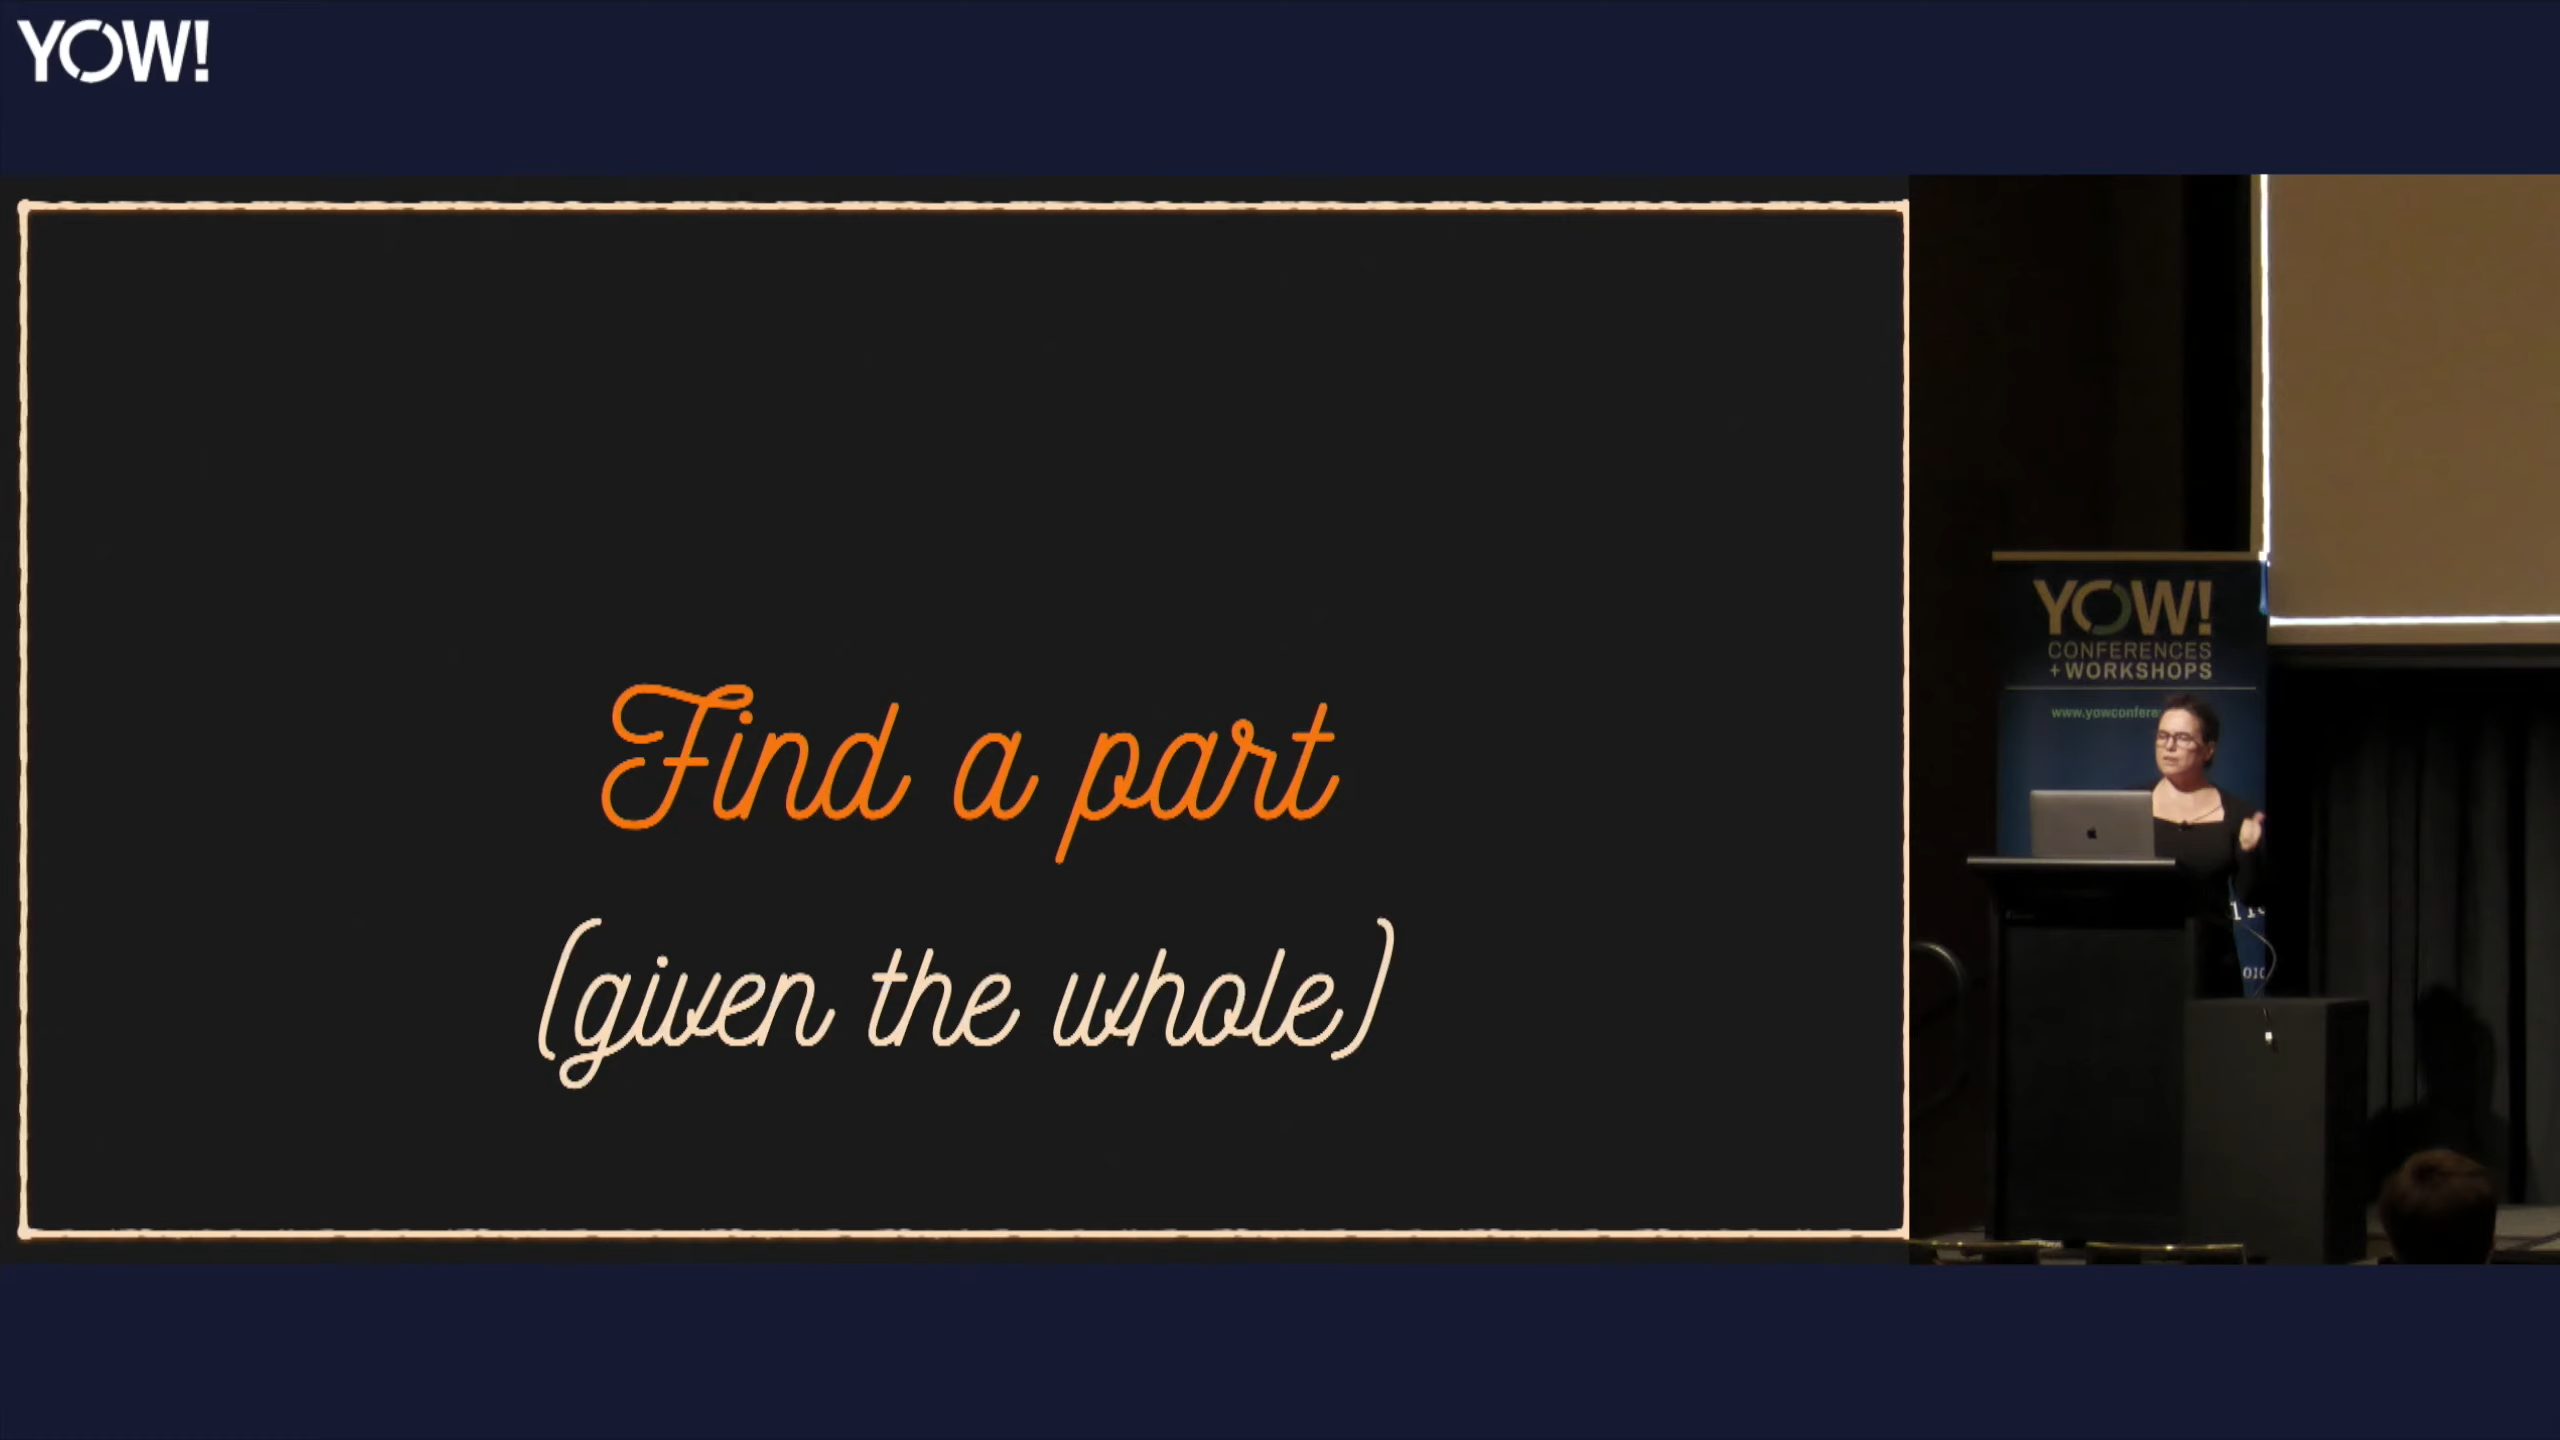 YOW!
Find a part
(given the whole)
YOW!
CONFERENCES
+ WORKSHOPS